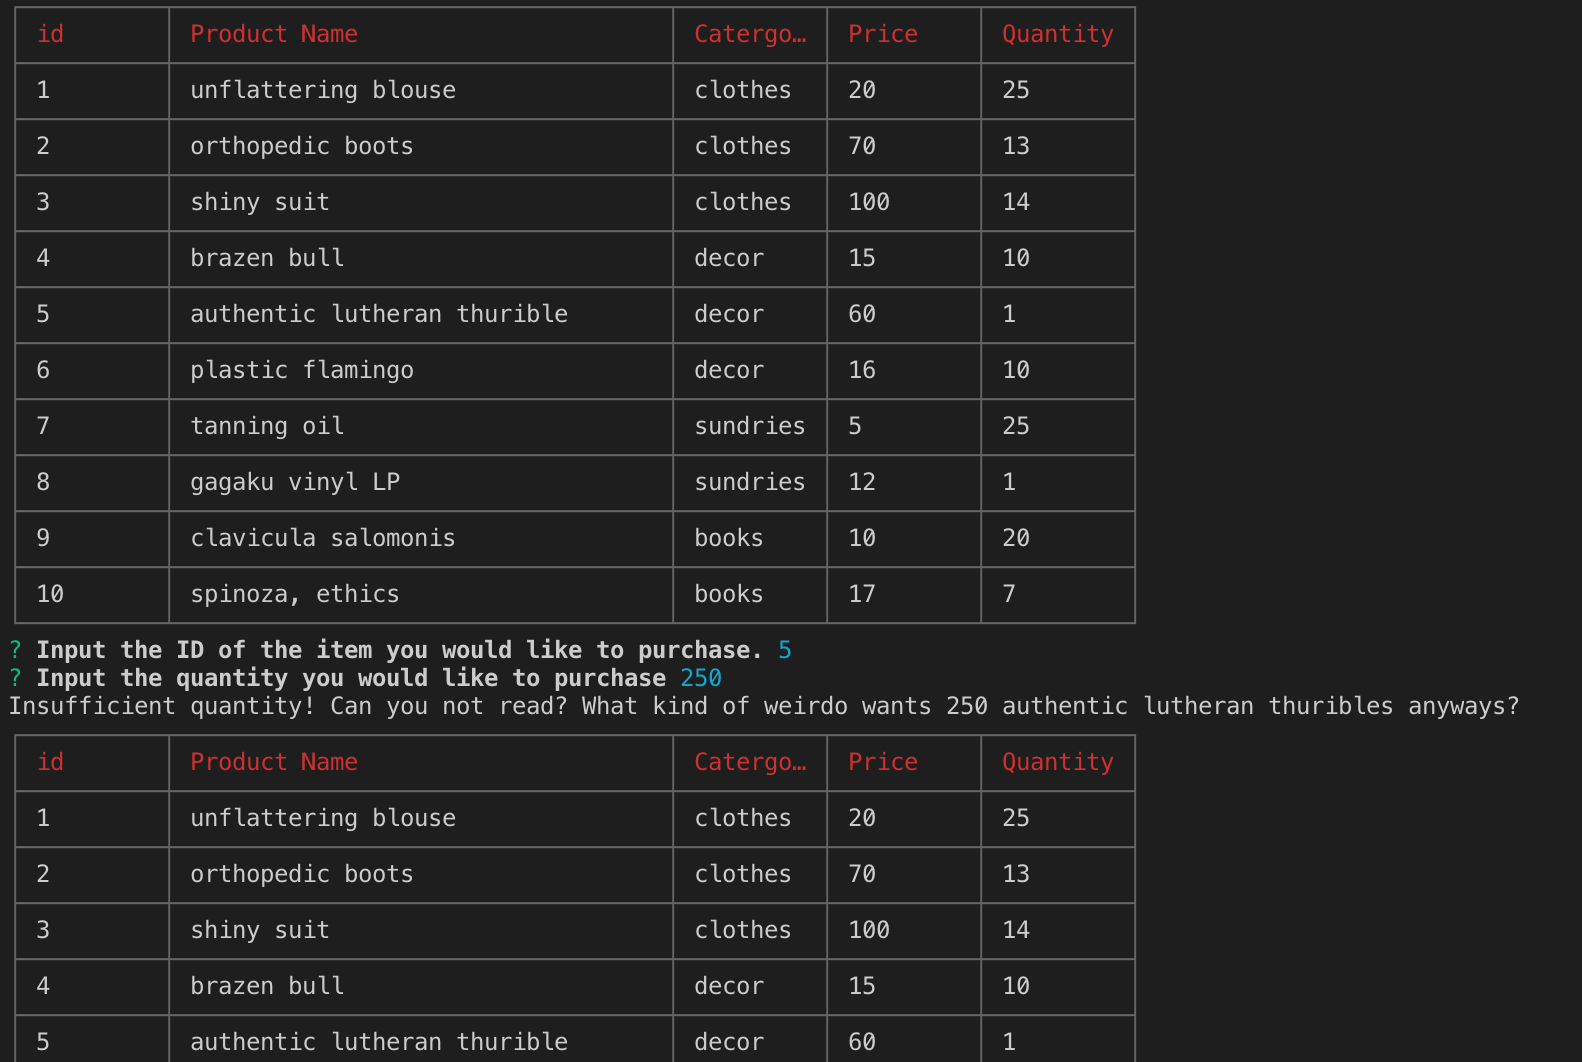 id Product Name Catergo… Price Quantity
1 unflattering blouse clothes 20 25
2 orthopedic boots clothes 70 13
3 shiny suit clothes 100 14
4 brazen bull decor 15 10
5 authentic lutheran thurible decor 60 1
6 plastic flamingo decor 16 10
7 tanning oil sundries 5 25
8 gagaku vinyl LP sundries 12 1
9 clavicula salomonis books 10 20
10 spinoza, ethics books 17 7
? Input the ID of the item you would like to purchase. 5
? Input the quantity you would like to purchase 250
Insufficient quantity! Can you not read? What kind of weirdo wants 250 authentic lutheran thuribles anyways?
id Product Name Catergo… Price Quantity
1 unflattering blouse clothes 20 25
2 orthopedic boots clothes 70 13
3 shiny suit clothes 100 14
4 brazen bull decor 15 10
5 authentic lutheran thurible decor 60 1